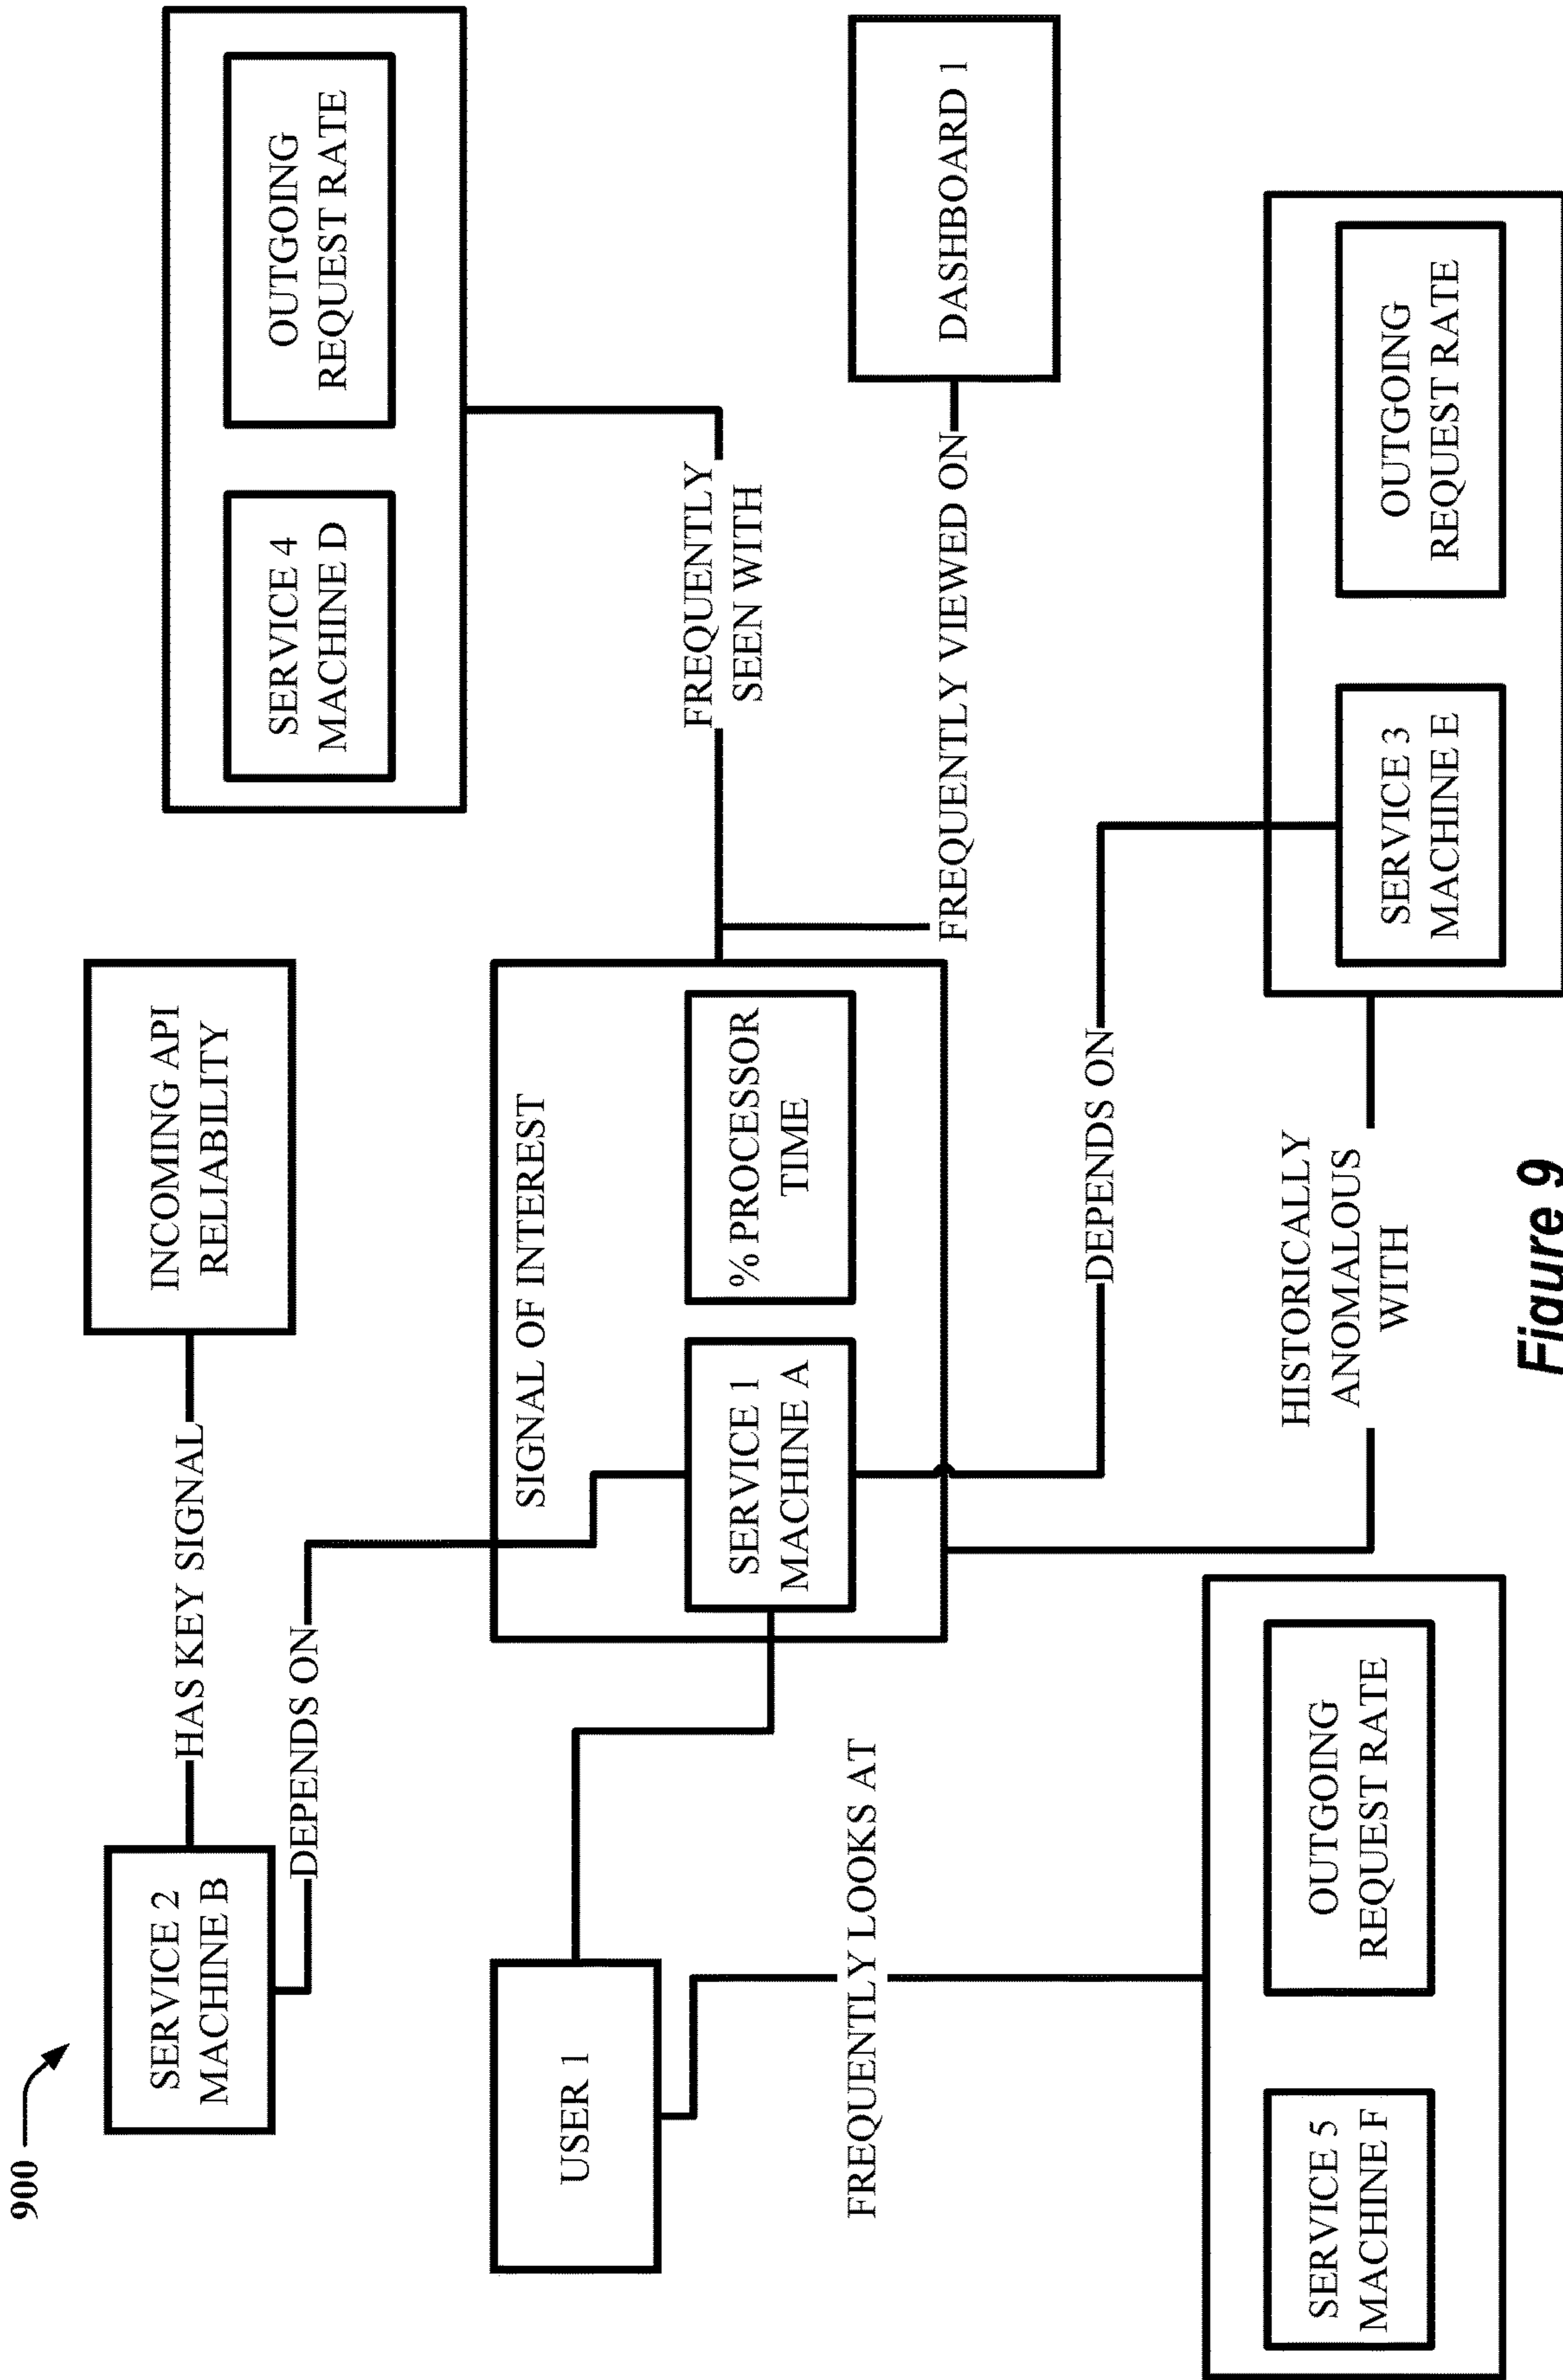 900
SERVICE 2
MACHINE B
HAS KEY SIGNAL
INCOMING API
RELIABILITY
DEPENDS ON
SERVICE 4
MACHINE D
OUTGOING
REQUEST RATE
USER 1
SIGNAL OF INTEREST
SERVICE 1
MACHINE A
% PROCESSOR
TIME
FREQUENTLY
SEEN WITH
FREQUENTLY LOOKS AT
FREQUENTLY VIEWED ON
DASHBOARD 1
DEPENDS ON
SERVICE 5
MACHINE F
OUTGOING
REQUEST RATE
HISTORICALLY
ANOMALOUS
WITH
SERVICE 3
MACHINE E
OUTGOING
REQUEST RATE
Figure 9